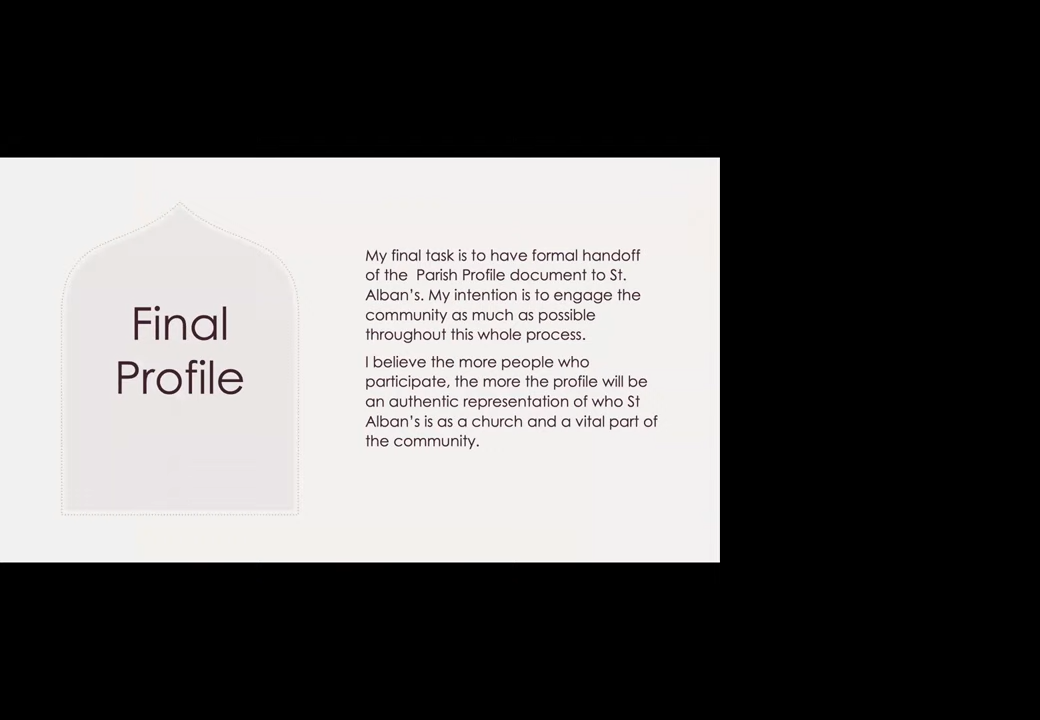 Final
Profile
My final task is to have formal handoff
of the  Parish Profile document to St.
Alban’s. My intention is to engage the
community as much as possible
throughout this whole process.
I believe the more people who
participate, the more the profile will be
an authentic representation of who St
Alban’s is as a church and a vital part of
the community.